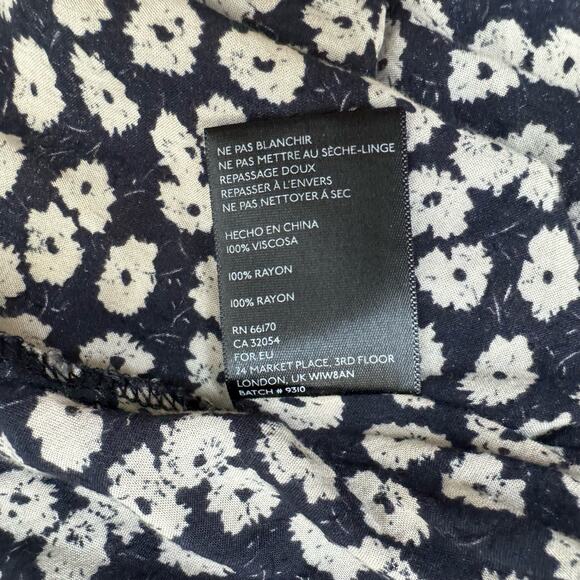 NE PAS BLANCHIR
NE PAS METTRE AU SÈCHE-LINGE
REPASSAGE DOUX
REPASSER À L'ENVERS
NE PAS NETTOYER Á SEC
HECHO EN CHINA
100% VISCOSA
100% RAYON
100% RAYON
RN 66170
CA 32054
FOR EU
24 MARKET PLACE, 3RD FLOOR
LONDON, UK W1W8AN
BATCH # 9310